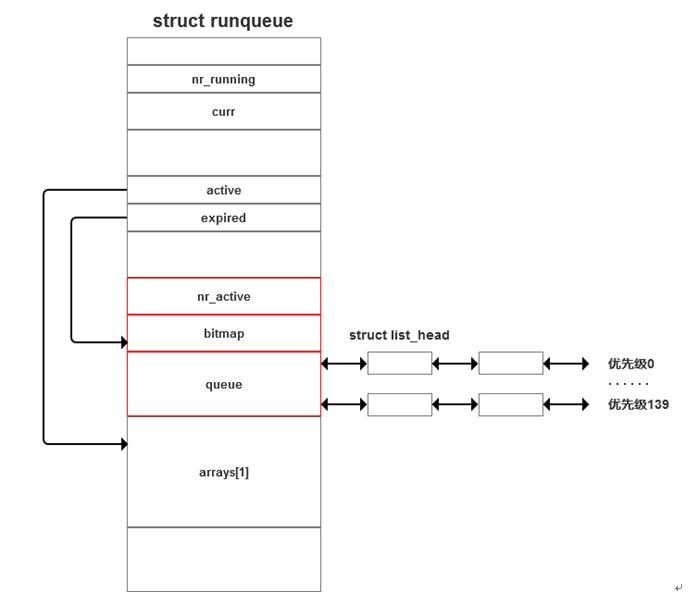 struct runqueue
nr_running
curr
active
expired
nr_active
bitmap
struct list_head
queue
优先级0
······
优先级139
arrays[1]